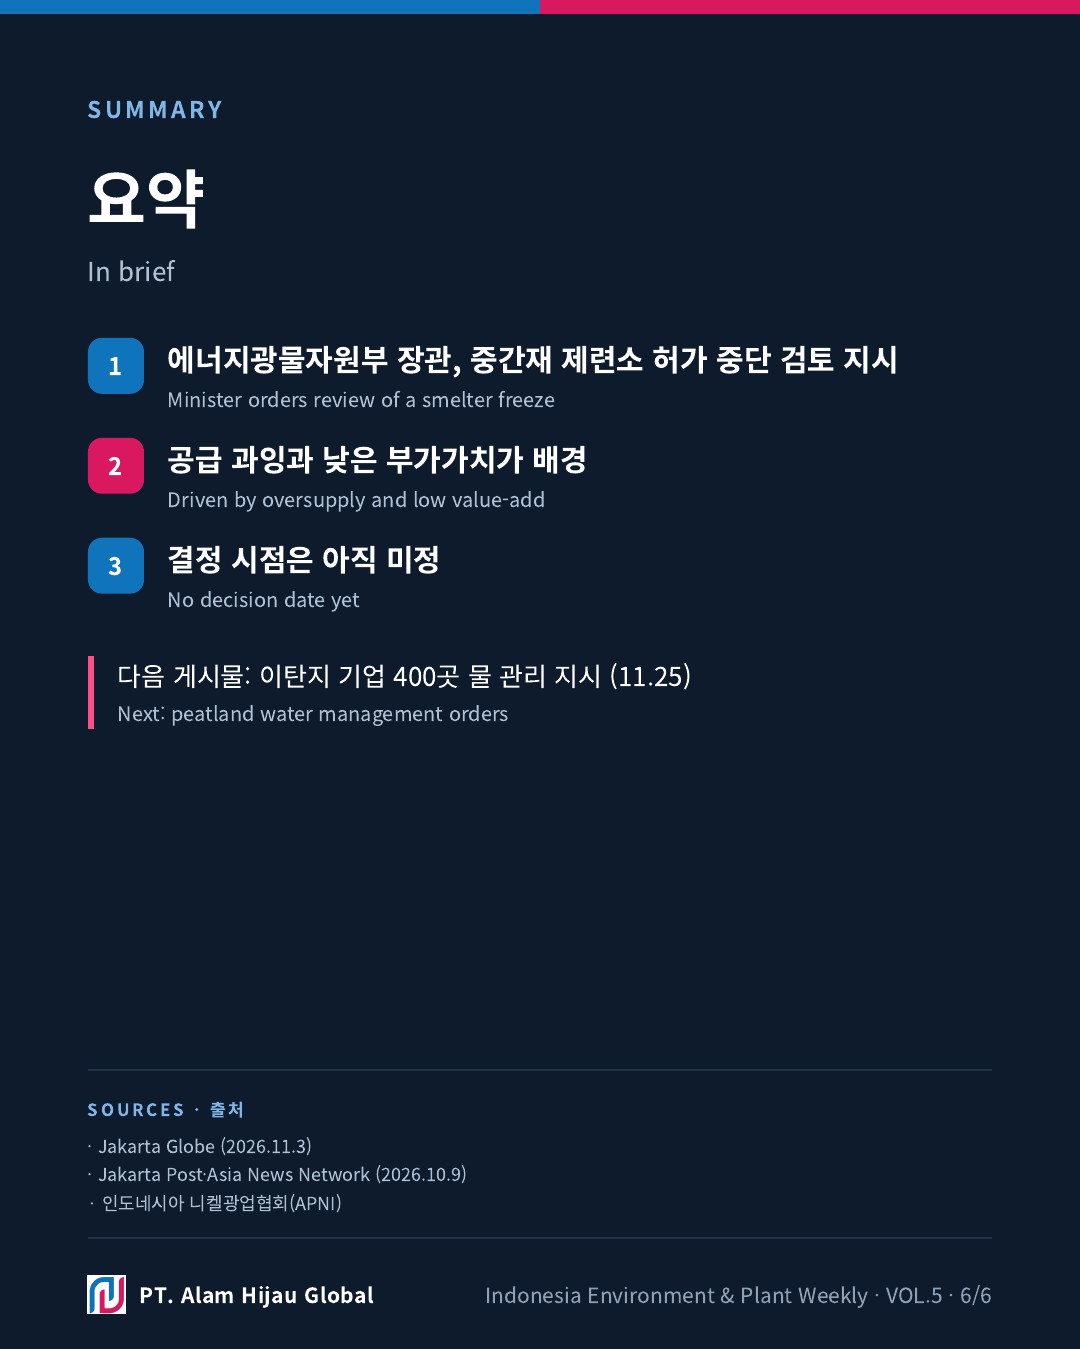 SUMMARY
요약
In brief
1
에너지광물자원부 장관, 중간재 제련소 허가 중단 검토 지시
Minister orders review of a smelter freeze
2
공급 과잉과 낮은 부가가치가 배경
Driven by oversupply and low value-add
3
결정 시점은 아직 미정
No decision date yet
다음 게시물: 이탄지 기업 400곳 물 관리 지시 (11.25)
Next: peatland water management orders
SOURCES · 출처
· Jakarta Globe (2026.11.3)
· Jakarta Post·Asia News Network (2026.10.9)
· 인도네시아 니켈광업협회(APNI)
PT. Alam Hijau Global
Indonesia Environment & Plant Weekly · VOL.5 · 6/6